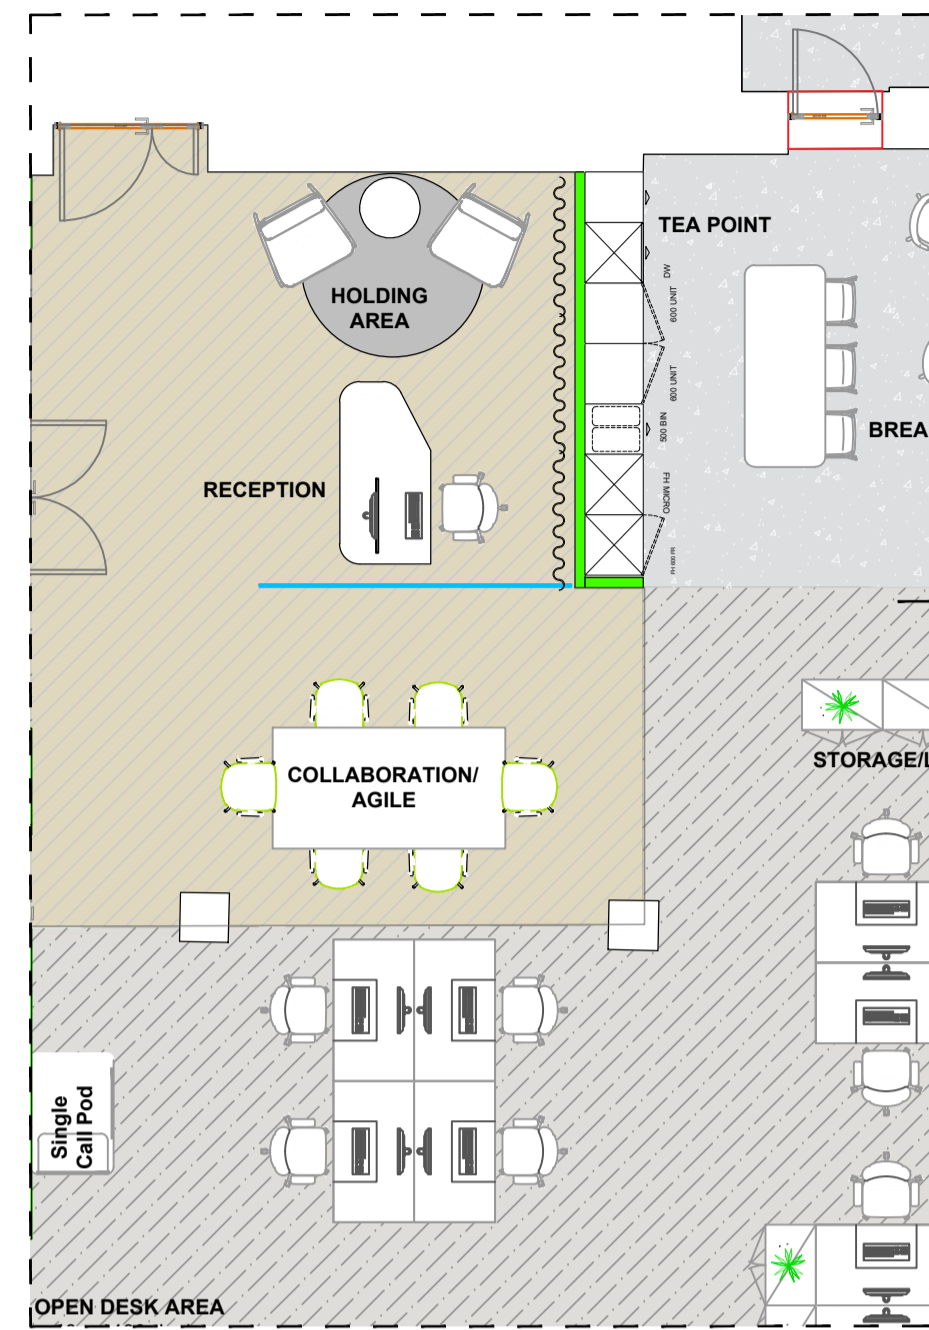 TEA POINT
DW
600 UNIT
600 UNIT
500 BIN
FH MICRO
HOLDING
AREA
BREA
RECEPTION
STORAGE/L
COLLABORATION/
AGILE
Single
Call Pod
OPEN DESK AREA